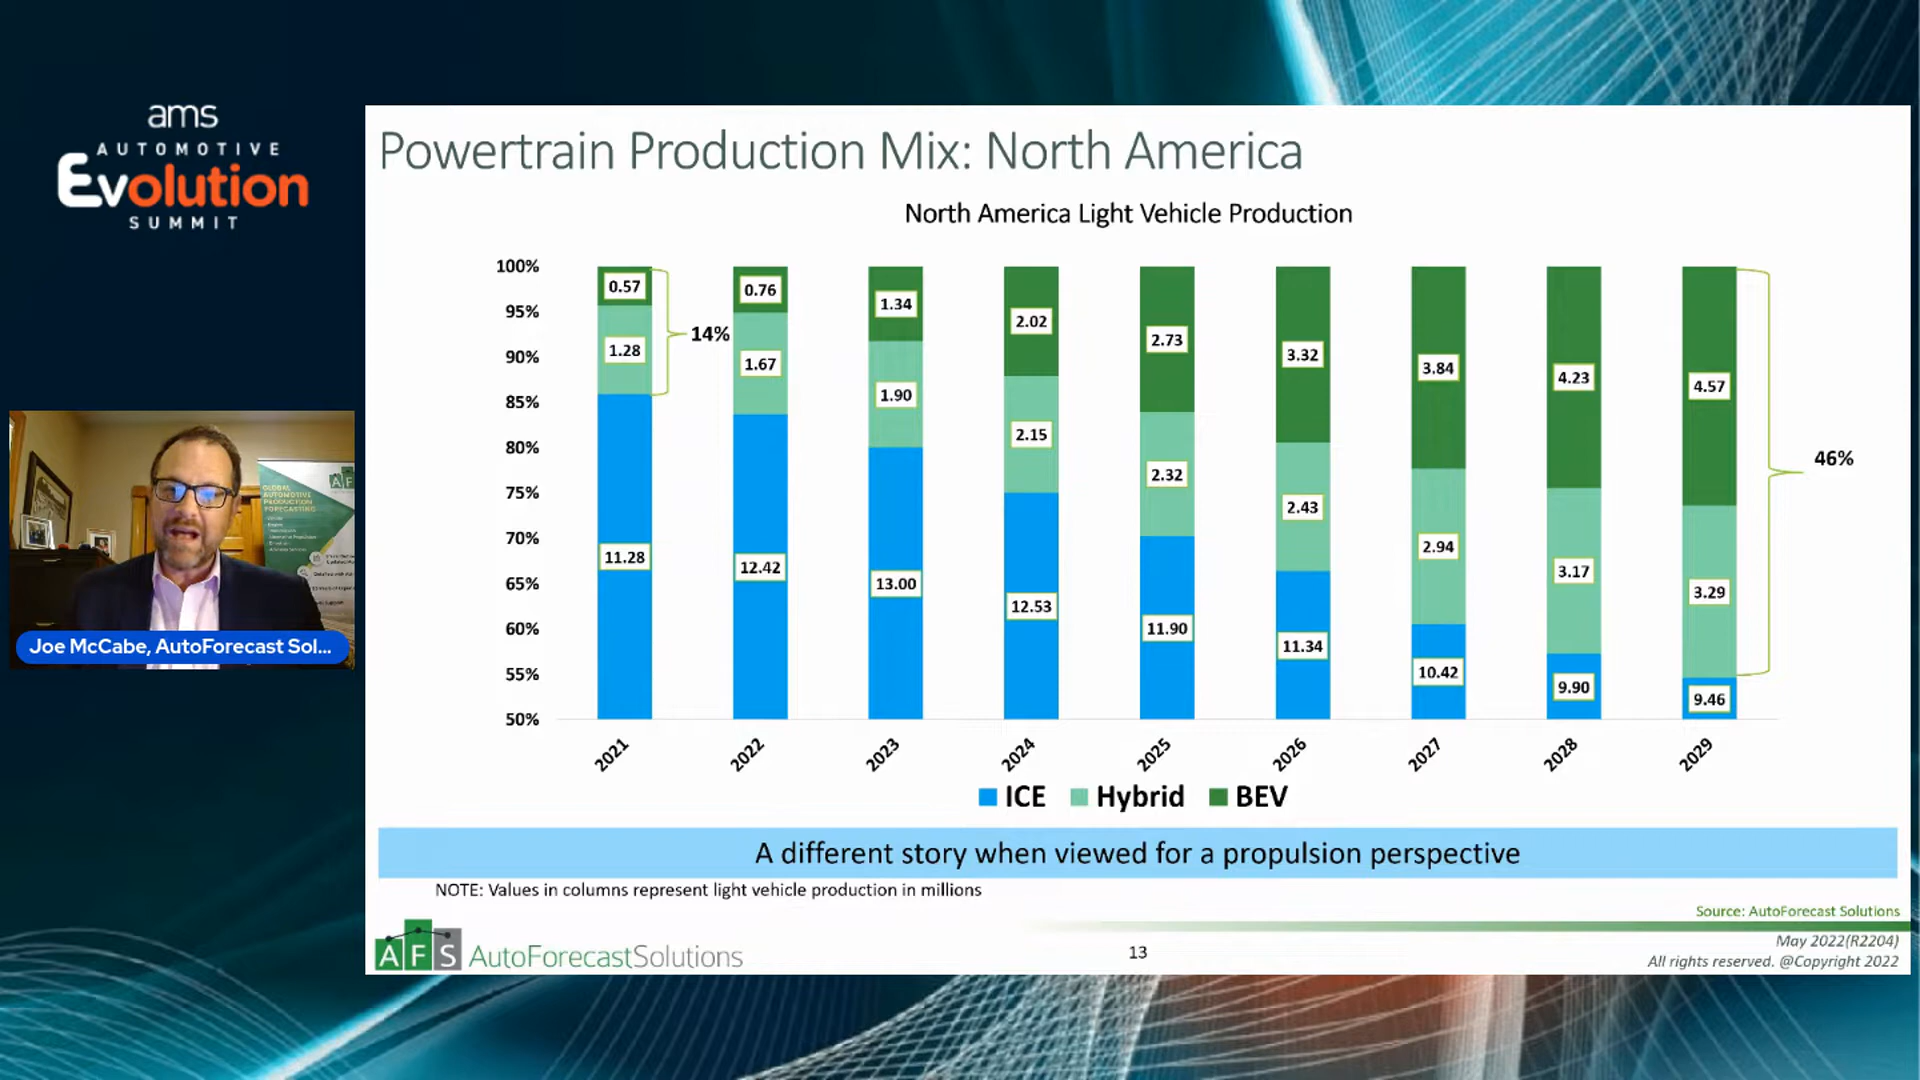 ams
AUTOMOTIVE
Evolution
SUMMIT
Powertrain Production Mix: North America
North America Light Vehicle Production
100%
95%
90%
85%
80%
75%
70%
65%
60%
55%
50%
0.57
1.28
11.28
14%
0.76
1.67
12.42
1.34
1.90
13.00
2.02
2.15
12.53
2.73
2.32
11.90
3.32
2.43
11.34
3.84
2.94
10.42
4.23
3.17
9.90
4.57
3.29
9.46
46%
2021
2022
2023
2024
2025
2026
2027
2028
2029
ICE Hybrid BEV
A different story when viewed for a propulsion perspective
NOTE: Values in columns represent light vehicle production in millions
Source: AutoForecast Solutions
AFS AutoForecastSolutions
13
May 2022(R2204)
All rights reserved. @Copyright 2022
GLOBAL
AUTOMOTIVE
PRODUCTION
FORECASTING
Joe McCabe, AutoForecast Sol...